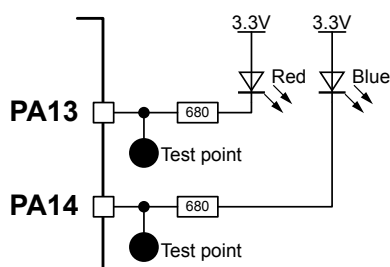 3.3V 3.3V
Red Blue
PA13 680
Test point
PA14 680
Test point